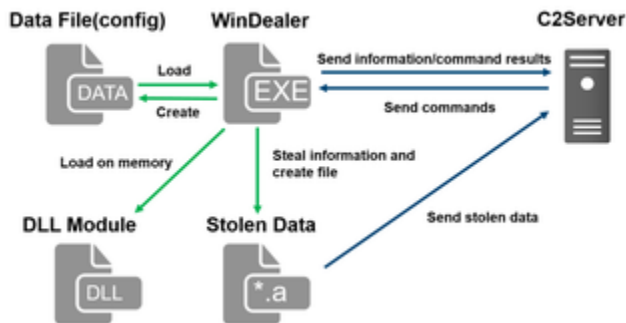 Data File(config)
WinDealer
C2Server
Load
DATA
EXE
Create
Send information/command results
Send commands
Load on memory
Steal information and
create file
Send stolen data
DLL Module
Stolen Data
DLL
*.a